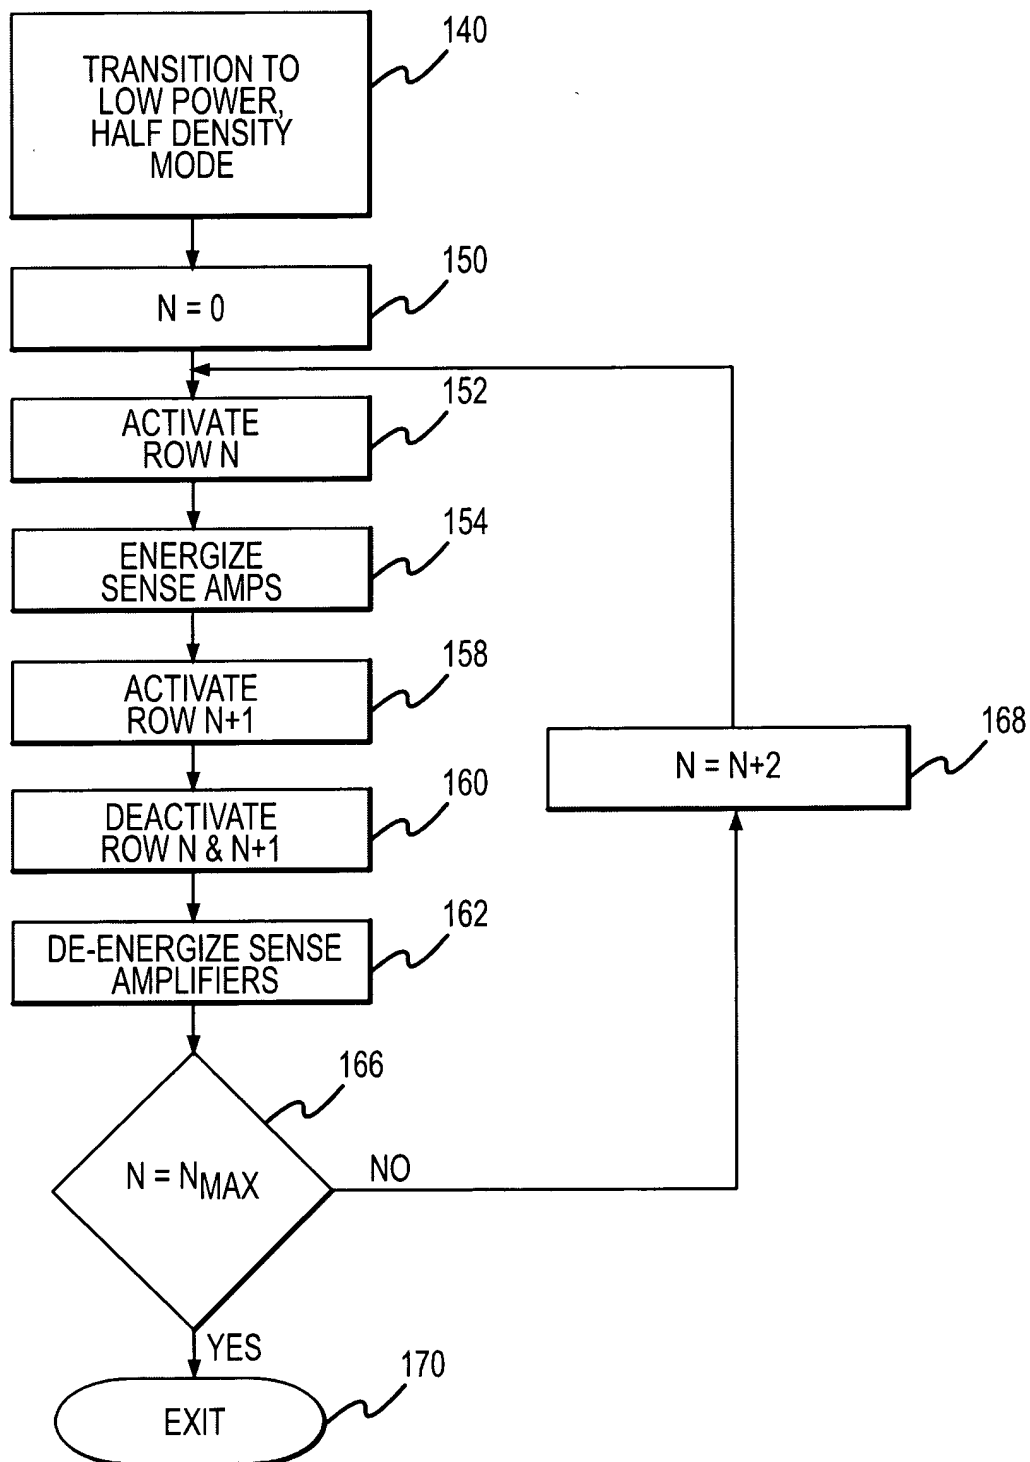 140
TRANSITION TO
LOW POWER,
HALF DENSITY
MODE
150
N = 0
152
ACTIVATE
ROW N
154
ENERGIZE
SENSE AMPS
158
ACTIVATE
ROW N+1
168
N = N+2
160
DEACTIVATE
ROW N & N+1
162
DE-ENERGIZE SENSE
AMPLIFIERS
166
N = NMAX
NO
YES
170
EXIT